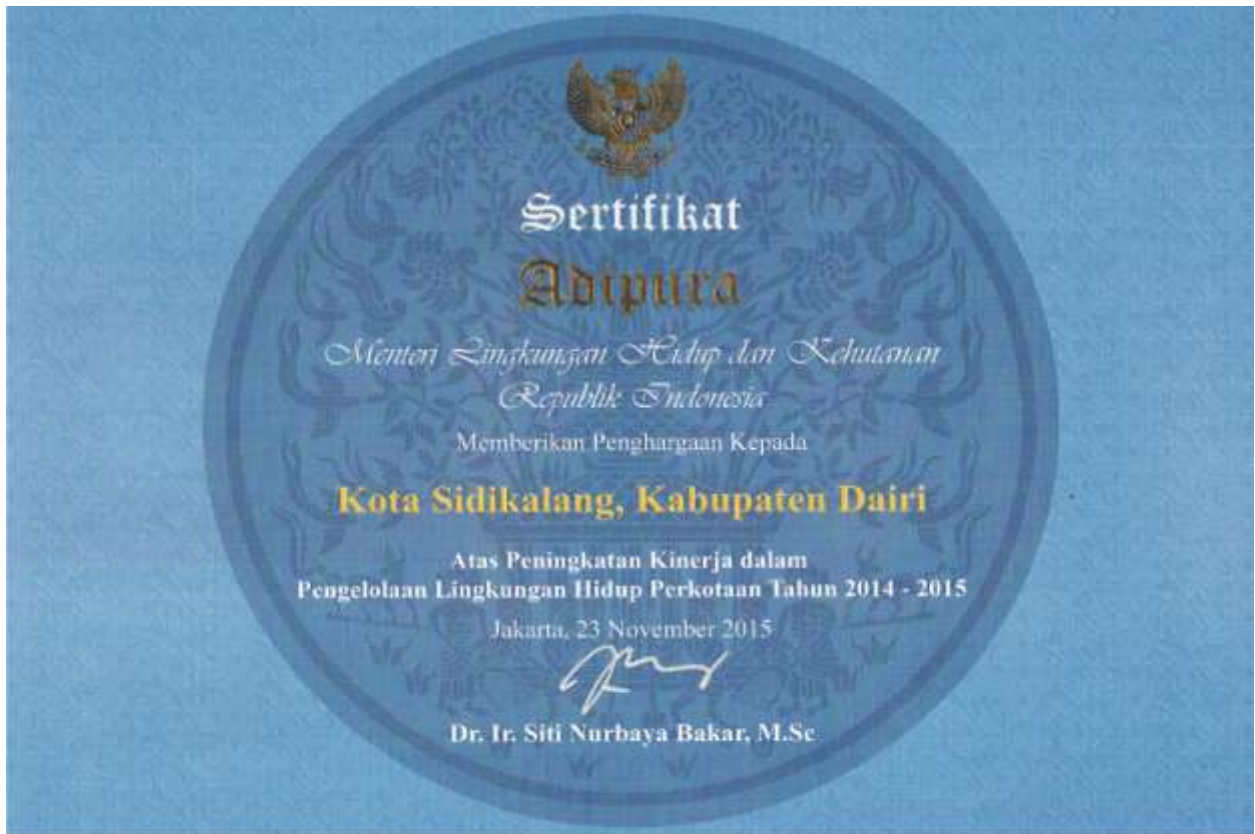 Sertifikat
Adipura
Menteri Lingkungan Hidup dan Kehutanan
Republik Indonesia
Memberikan Penghargaan Kepada
Kota Sidikalang, Kabupaten Dairi
Atas Peningkatan Kinerja dalam
Pengelolaan Lingkungan Hidup Perkotaan Tahun 2014 - 2015
Jakarta, 23 November 2015
Dr. Ir. Siti Nurbaya Bakar, M.Sc